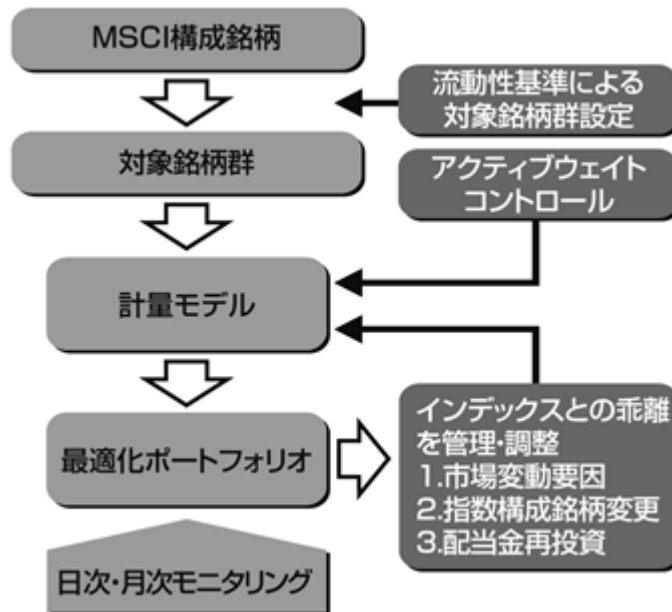 MSCI構成銘柄
流動性基準による
対象銘柄群設定
対象銘柄群
アクティブウェイト
コントロール
計量モデル
最適化ポートフォリオ
インデックスとの乖離
を管理・調整
1.市場変動要因
2.指数構成銘柄変更
3.配当金再投資
日次・月次モニタリング